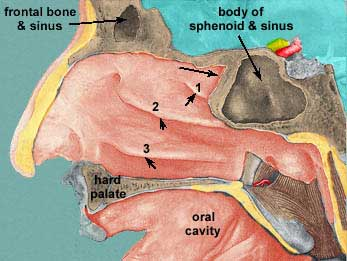 frontal bone
& sinus
body of
sphenoid & sinus
1
2
3
hard
palate
oral
cavity